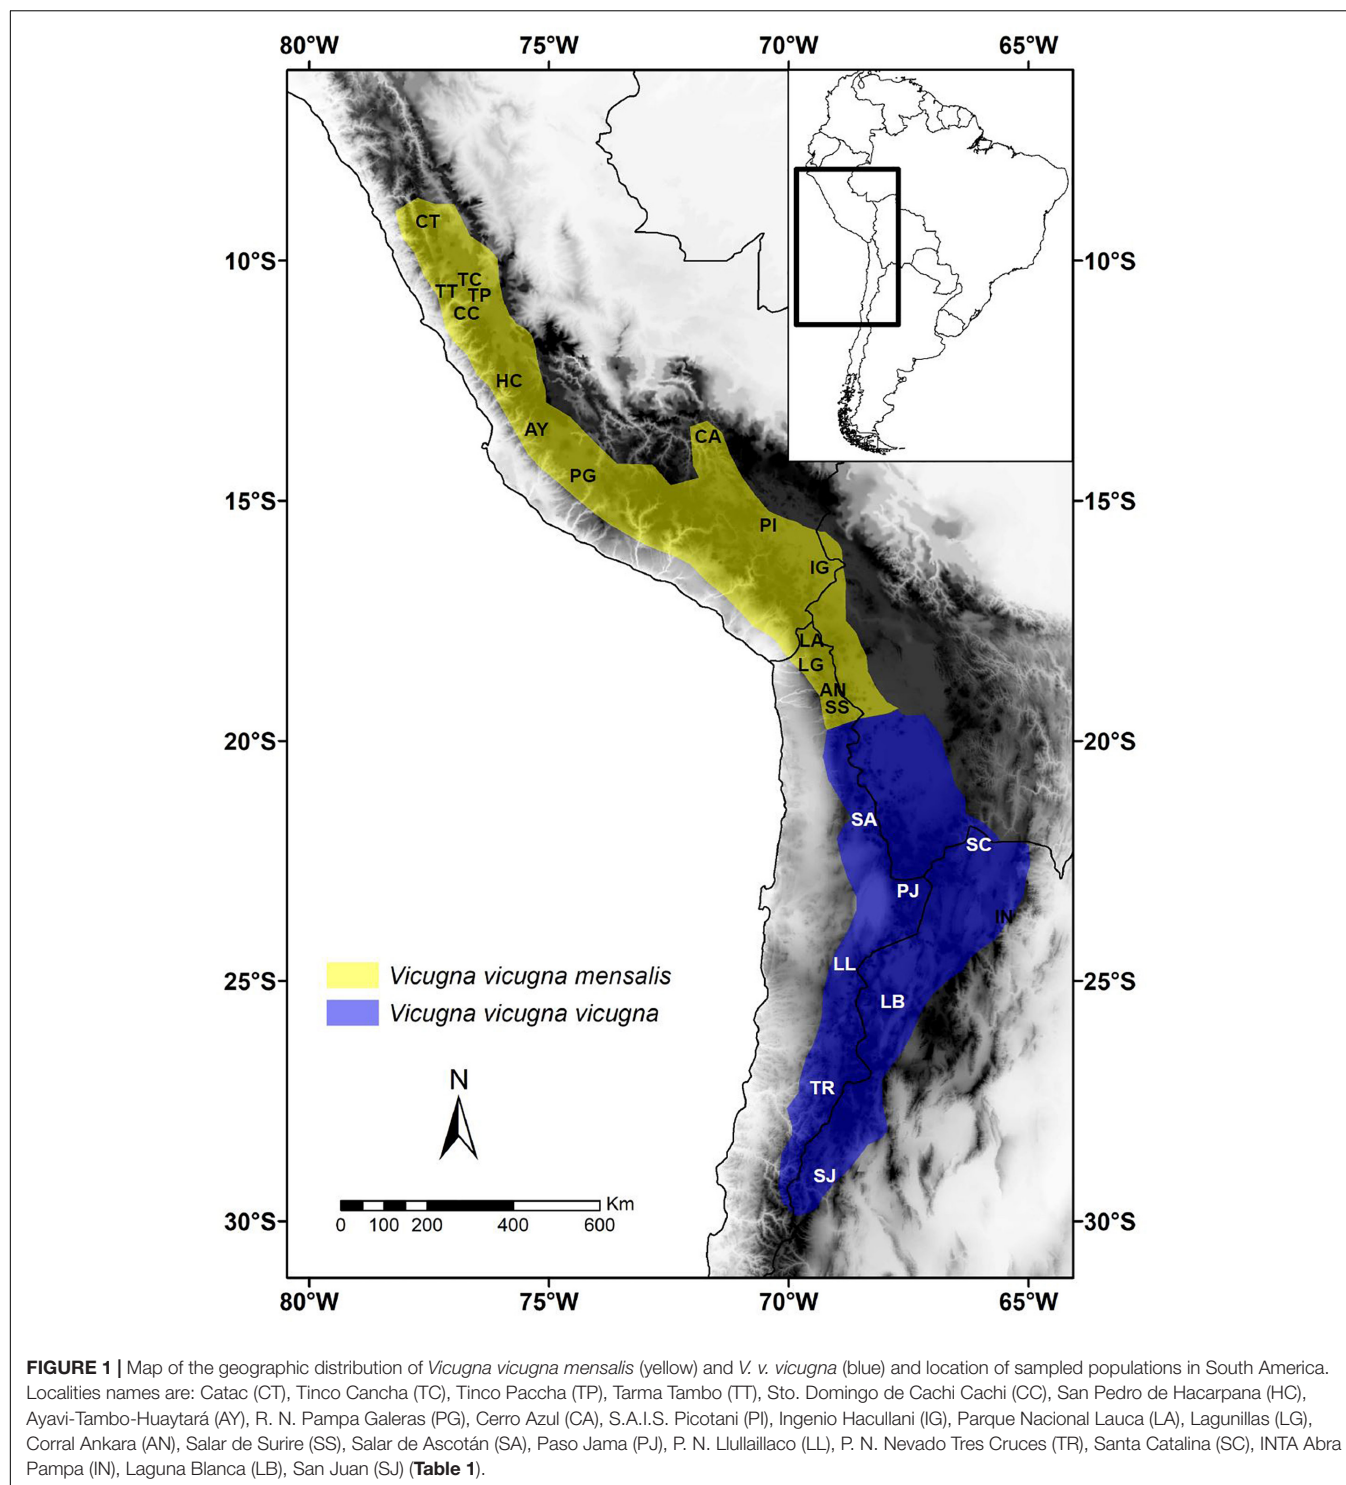 80°W 75°W 70°W 65°W
CT
10°S 10°S
TC
TT TP
CC
HC
AY CA
PG
15°S 15°S
PI
IG
LA
LG
AN
SS
20°S 20°S
SA
SC
PJ
IN
LL
Vicugna vicugna mensalis
25°S 25°S
LB
Vicugna vicugna vicugna
N
TR
SJ
Km
0 100 200 400 600
30°S 30°S
80°W 75°W 70°W 65°W
FIGURE 1 | Map of the geographic distribution of Vicugna vicugna mensalis (yellow) and V. v. vicugna (blue) and location of sampled populations in South America.
Localities names are: Catac (CT), Tinco Cancha (TC), Tinco Paccha (TP), Tarma Tambo (TT), Sto. Domingo de Cachi Cachi (CC), San Pedro de Hacarpana (HC),
Ayavi-Tambo-Huaytará (AY), R. N. Pampa Galeras (PG), Cerro Azul (CA), S.A.I.S. Picotani (PI), Ingenio Hacullani (IG), Parque Nacional Lauca (LA), Lagunillas (LG),
Corral Ankara (AN), Salar de Surire (SS), Salar de Ascotán (SA), Paso Jama (PJ), P. N. Llullaillaco (LL), P. N. Nevado Tres Cruces (TR), Santa Catalina (SC), INTA Abra
Pampa (IN), Laguna Blanca (LB), San Juan (SJ) (Table 1).